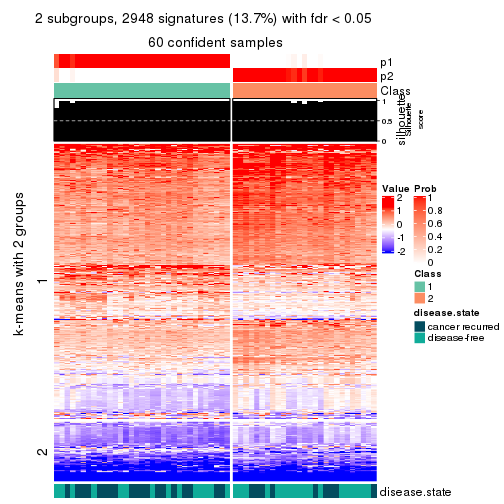 2 subgroups, 2948 signatures (13.7%) with fdr < 0.05
60 confident samples
p1
p2
Class
1
0.5
0
silhouette
Silhouette
score
k-means with 2 groups
1
2
Value
2
1
0
-1
-2
Prob
1
0.8
0.6
0.4
0.2
0
Class
1
2
disease.state
cancer recurred
disease-free
disease.state